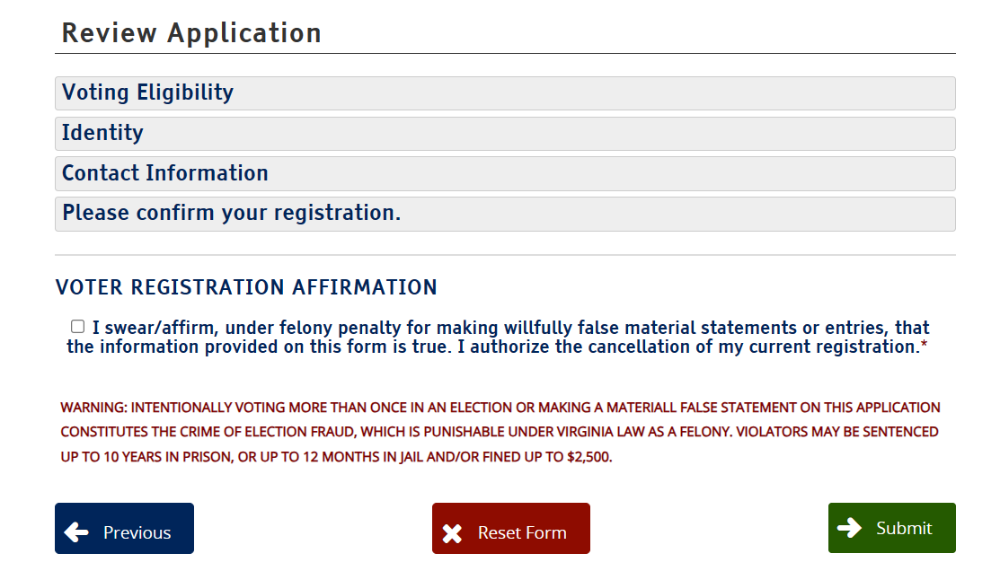 Review Application
Voting Eligibility
Identity
Contact Information
Please confirm your registration.
VOTER REGISTRATION AFFIRMATION
I swear/affirm, under felony penalty for making willfully false material statements or entries, that
the information provided on this form is true. I authorize the cancellation of my current registration.*
WARNING: INTENTIONALLY VOTING MORE THAN ONCE IN AN ELECTION OR MAKING A MATERIALL FALSE STATEMENT ON THIS APPLICATION
CONSTITUTES THE CRIME OF ELECTION FRAUD, WHICH IS PUNISHABLE UNDER VIRGINIA LAW AS A FELONY. VIOLATORS MAY BE SENTENCED
UP TO 10 YEARS IN PRISON, OR UP TO 12 MONTHS IN JAIL AND/OR FINED UP TO $2,500.
Previous
Reset Form
Submit